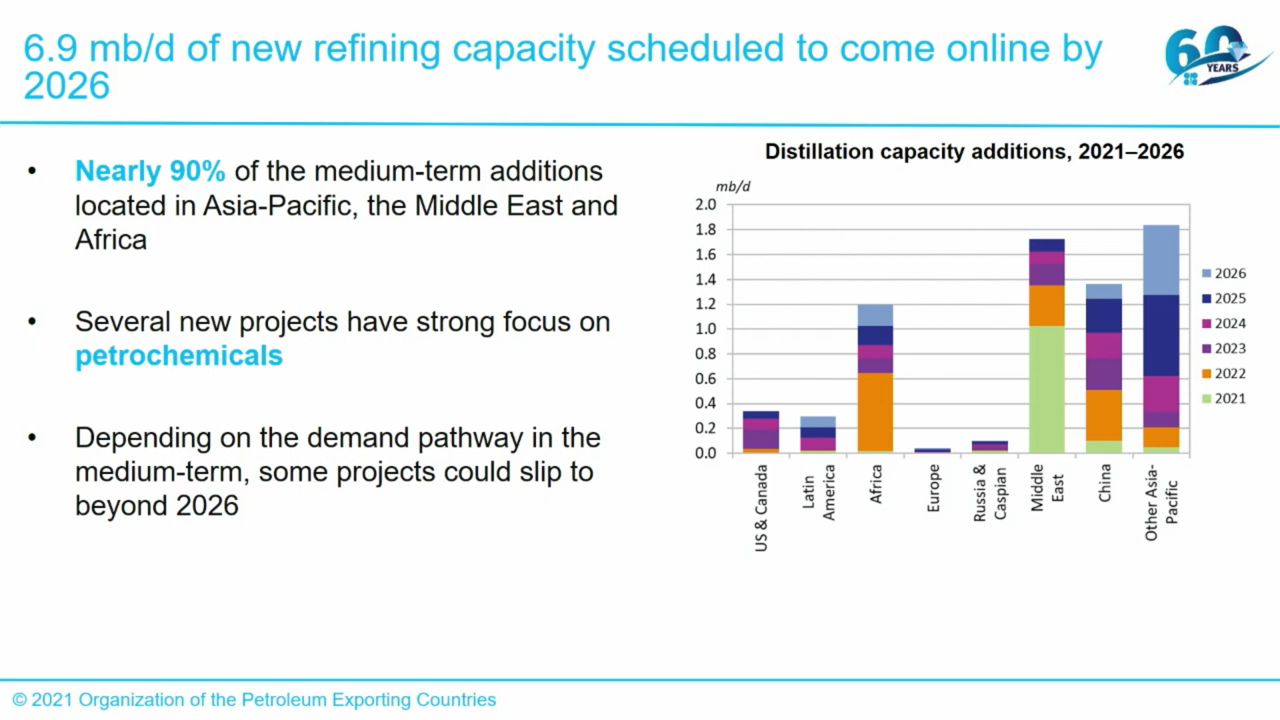 6.9 mb/d of new refining capacity scheduled to come online by
2026
60
YEARS
• Nearly 90% of the medium-term additions
located in Asia-Pacific, the Middle East and
Africa
• Several new projects have strong focus on
petrochemicals
• Depending on the demand pathway in the
medium-term, some projects could slip to
beyond 2026
Distillation capacity additions, 2021–2026
mb/d
2.0
1.8
1.6
1.4
1.2
1.0
0.8
0.6
0.4
0.2
0.0
US & Canada
Latin
America
Africa
Europe
Russia &
Caspian
Middle
East
China
Other Asia-
Pacific
2026
2025
2024
2023
2022
2021
© 2021 Organization of the Petroleum Exporting Countries